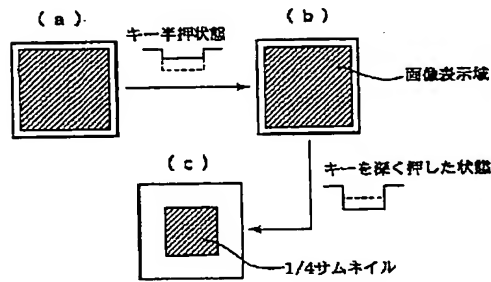 (a)
キー半押状態
(b)
画像表示域
(c)
キーを深く押した状態
1/4サムネイル